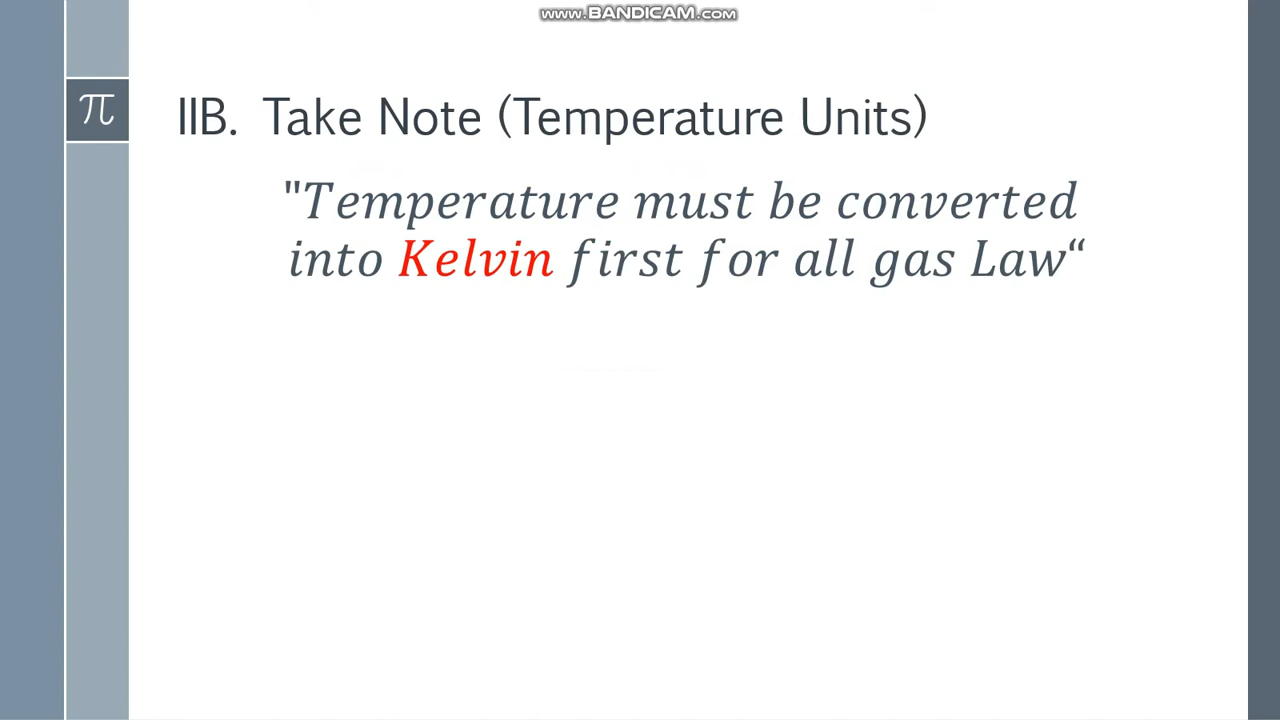 www.BANDICAM.com
π
IIB. Take Note (Temperature Units)
"Temperature must be converted
into Kelvin first for all gas Law“